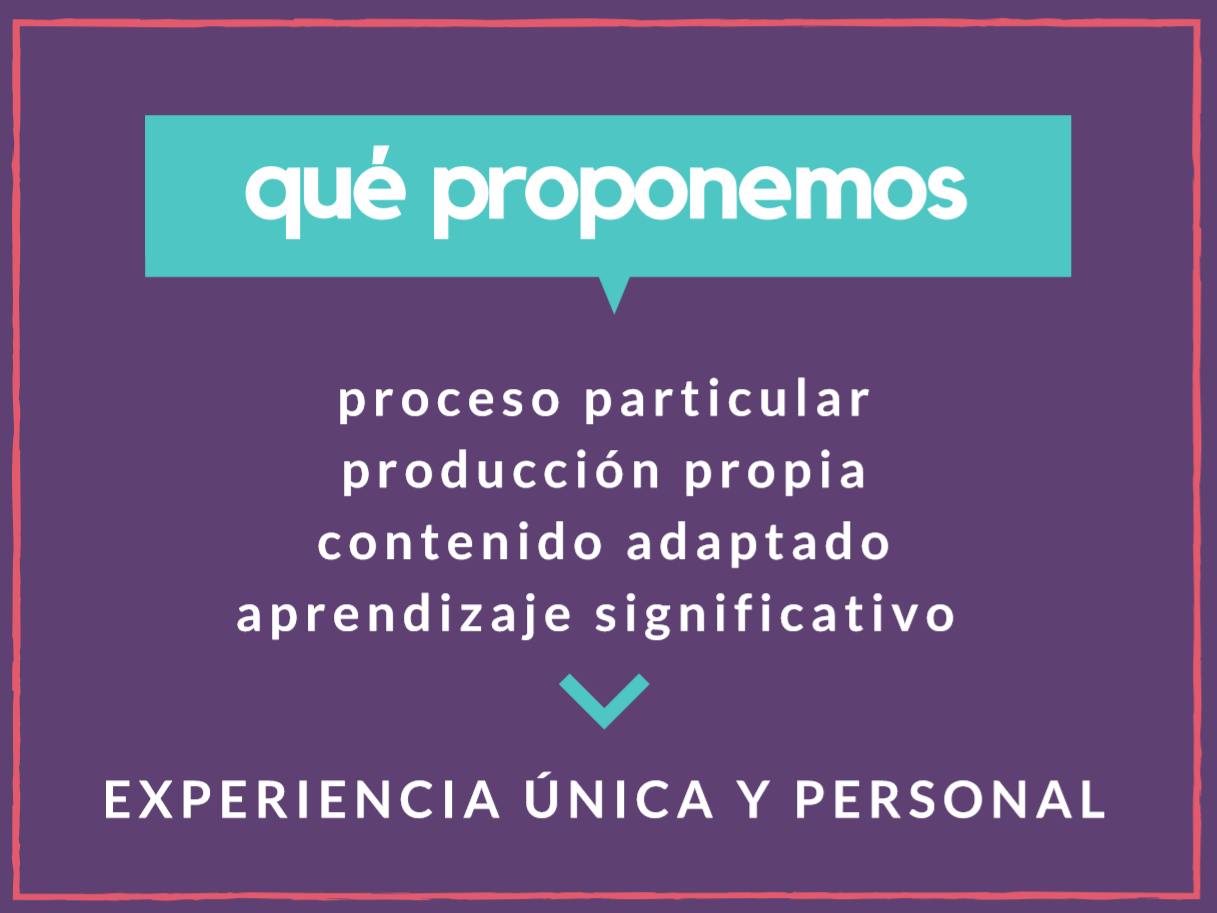 qué proponemos
proceso particular
producción propia
contenido adaptado
aprendizaje significativo
EXPERIENCIA ÚNICA Y PERSONAL